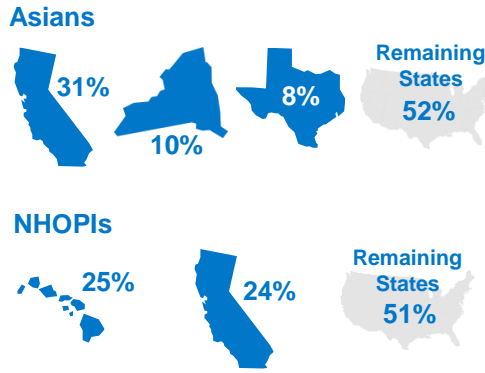 Asians
31%
10%
8%
Remaining
States
52%
NHOPIs
25%
24%
Remaining
States
51%